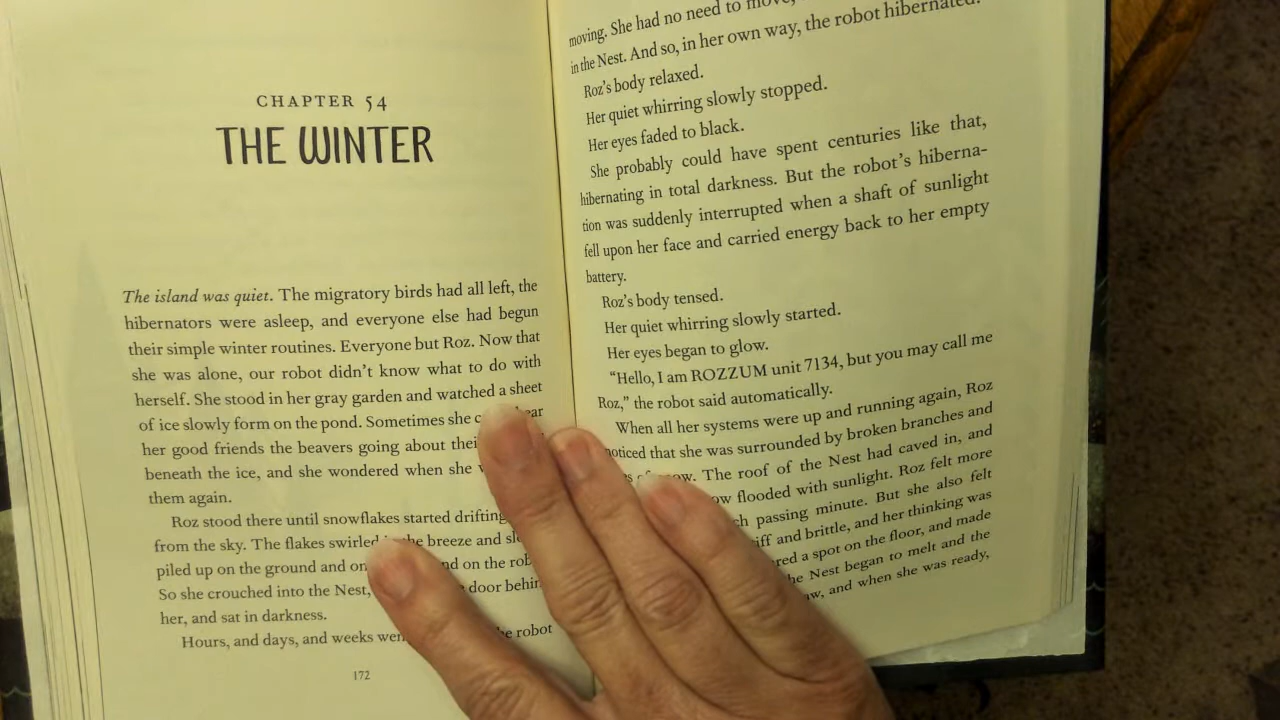 CHAPTER 54
THE WINTER
The island was quiet. The migratory birds had all left, the
hibernators were asleep, and everyone else had begun
their simple winter routines. Everyone but Roz. Now that
she was alone, our robot didn't know what to do with
herself. She stood in her gray garden and watched a sheet
of ice slowly form on the pond. Sometimes she
her good friends the beavers going about
beneath the ice, and she wondered when she
them again.
Roz stood there until snowflakes started drifting
from the sky. The flakes swirled the breeze and
piled up on the ground and on on the
So she crouched into the Nest, door
her, and sat in darkness.
Hours, and days, and weeks robot
172
moving. She had no need to
in the Nest. And so, in her own way, the robot hibernated.
Roz's body relaxed.
Her quiet whirring slowly stopped.
Her eyes faded to black.
She probably could have spent centuries like that,
hibernating in total darkness. But the robot's hiberna-
tion was suddenly interrupted when a shaft of sunlight
fell upon her face and carried energy back to her empty
battery.
Roz's body tensed.
Her quiet whirring slowly started.
Her eyes began to glow.
"Hello, I am ROZZUM unit 7134, but you may call me
Roz," the robot said automatically.
When all her systems were up and running again, Roz
noticed that she was surrounded by broken branches and
The roof of the Nest had caved in, and
flooded with sunlight. Roz felt more
passing minute. But she also felt
and brittle, and her thinking was
a spot on the floor, and made
Nest began to melt and the
and when she was ready,